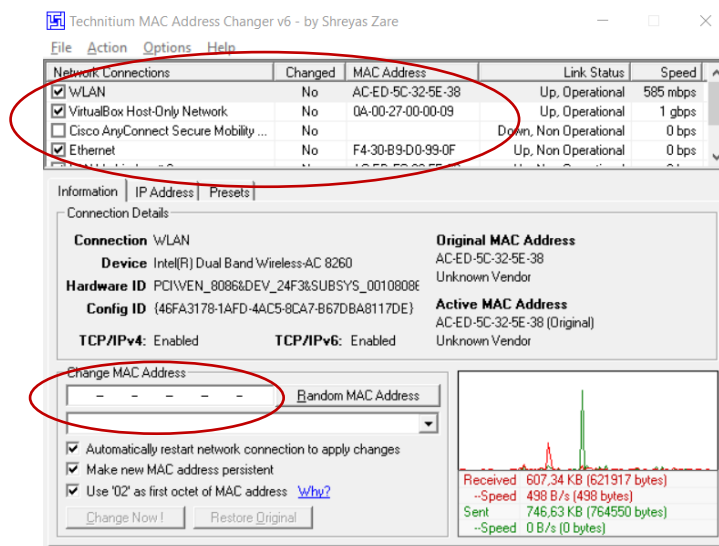 Technitium MAC Address Changer v6 - by Shreyas Zare
File Action Options Help
Network Connections Changed MAC Address Link Status Speed
WLAN No AC-ED-5C-32-5E-38 Up, Operational 585 mbps
VirtualBox Host-Only Network No 0A-00-27-00-00-09 Up, Operational 1 gbps
Cisco AnyConnect Secure Mobility ... No Down, Non Operational 0 bps
Ethernet No F4-30-B9-D0-99-0F Up, Non Operational 0 bps
Information IP Address Presets
Connection Details
Connection WLAN
Device Intel(R) Dual Band Wireless-AC 8260
Hardware ID PCI\VEN_8086&DEV_24F3&SUBSYS_00108086
Config ID {46FA3178-1AFD-4AC5-8CA7-B67DBA8117DE}
TCP/IPv4: Enabled TCP/IPv6: Enabled
Original MAC Address
AC-ED-5C-32-5E-38
Unknown Vendor
Active MAC Address
AC-ED-5C-32-5E-38 (Original)
Unknown Vendor
Change MAC Address
- - - - -
Random MAC Address
Automatically restart network connection to apply changes
Make new MAC address persistent
Use '02' as first octet of MAC address Why?
Change Now ! Restore Original
Received 607,34 KB (621917 bytes)
--Speed 498 B/s (498 bytes)
Sent 746,63 KB (764550 bytes)
--Speed 0 B/s (0 bytes)